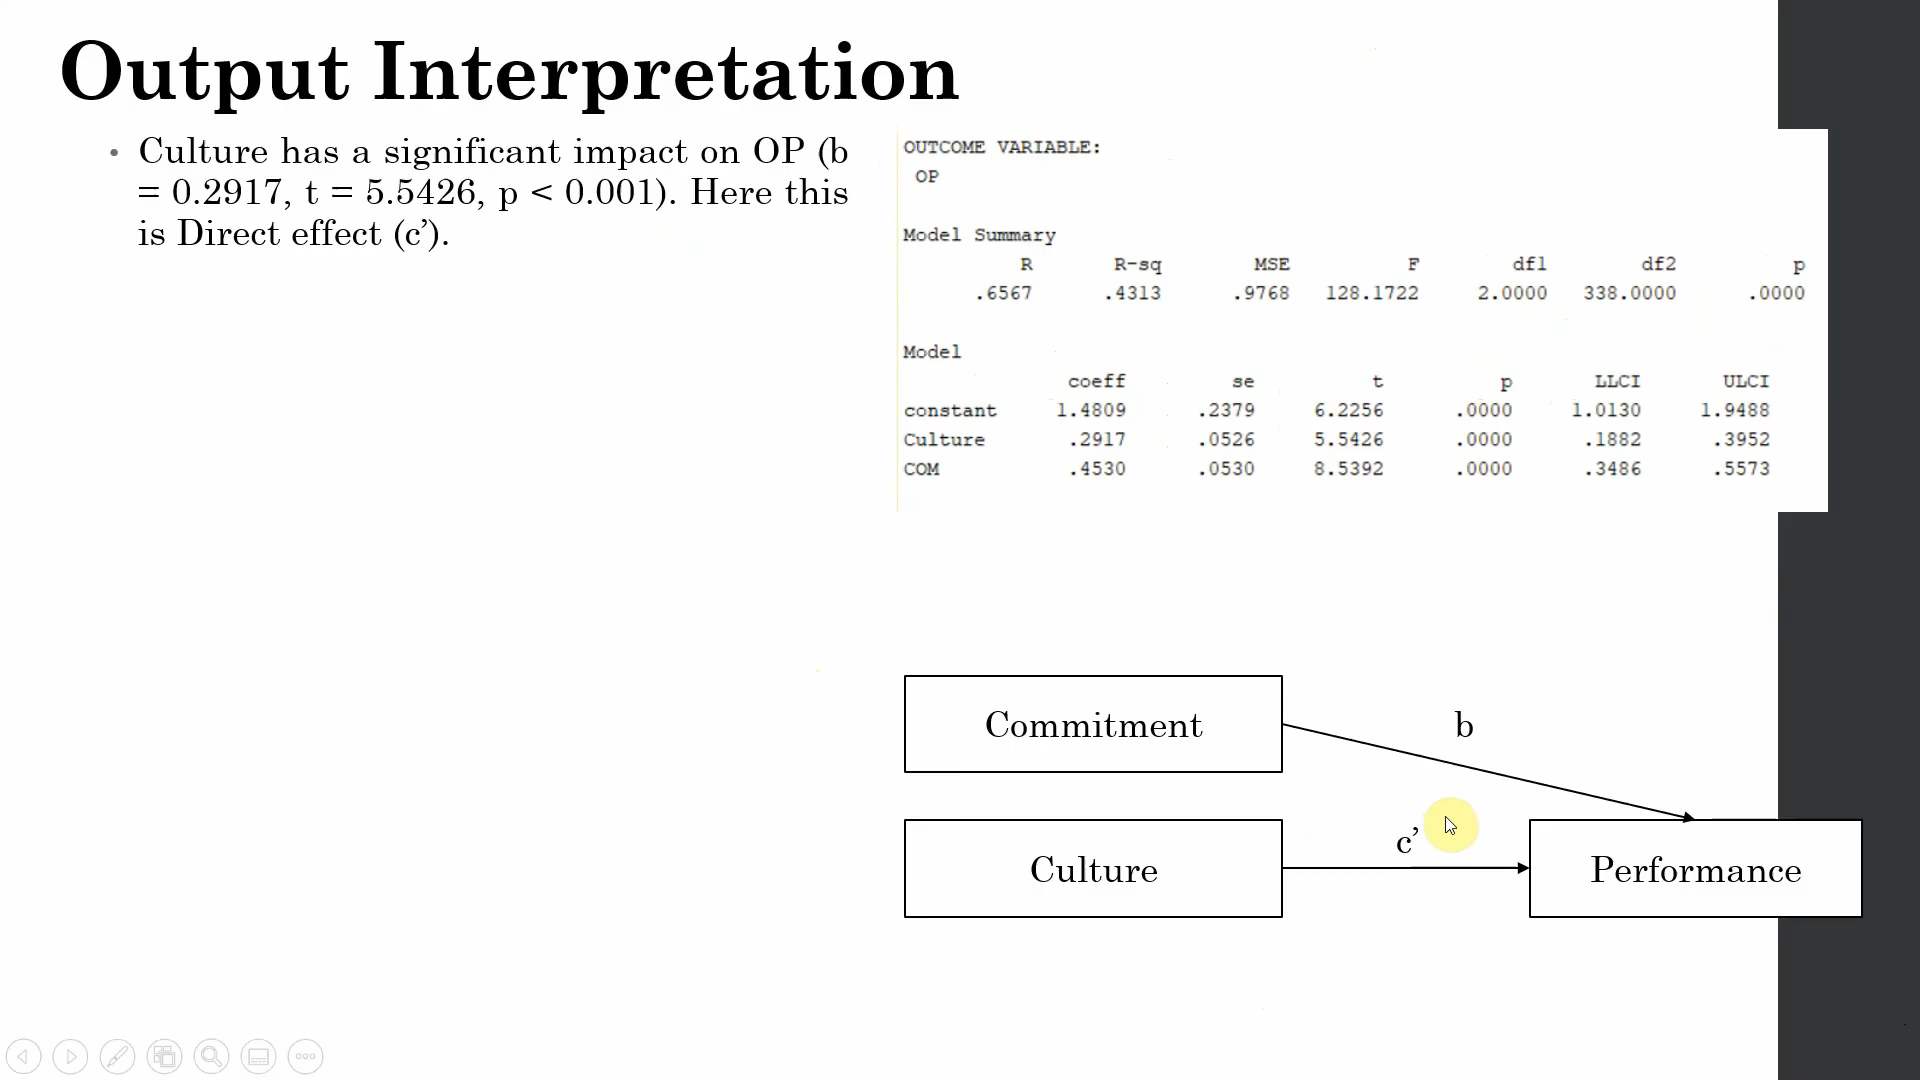 Output Interpretation
• Culture has a significant impact on OP (b
= 0.2917, t = 5.5426, p < 0.001). Here this
is Direct effect (c’).
OUTCOME VARIABLE:
OP
Model Summary
R R-sq MSE F df1 df2 p
.6567 .4313 .9768 128.1722 2.0000 338.0000 .0000
Model
coeff se t p LLCI ULCI
constant 1.4809 .2379 6.2256 .0000 1.0130 1.9488
Culture .2917 .0526 5.5426 .0000 .1882 .3952
COM .4530 .0530 8.5392 .0000 .3486 .5573
Commitment
b
c’
Culture
Performance